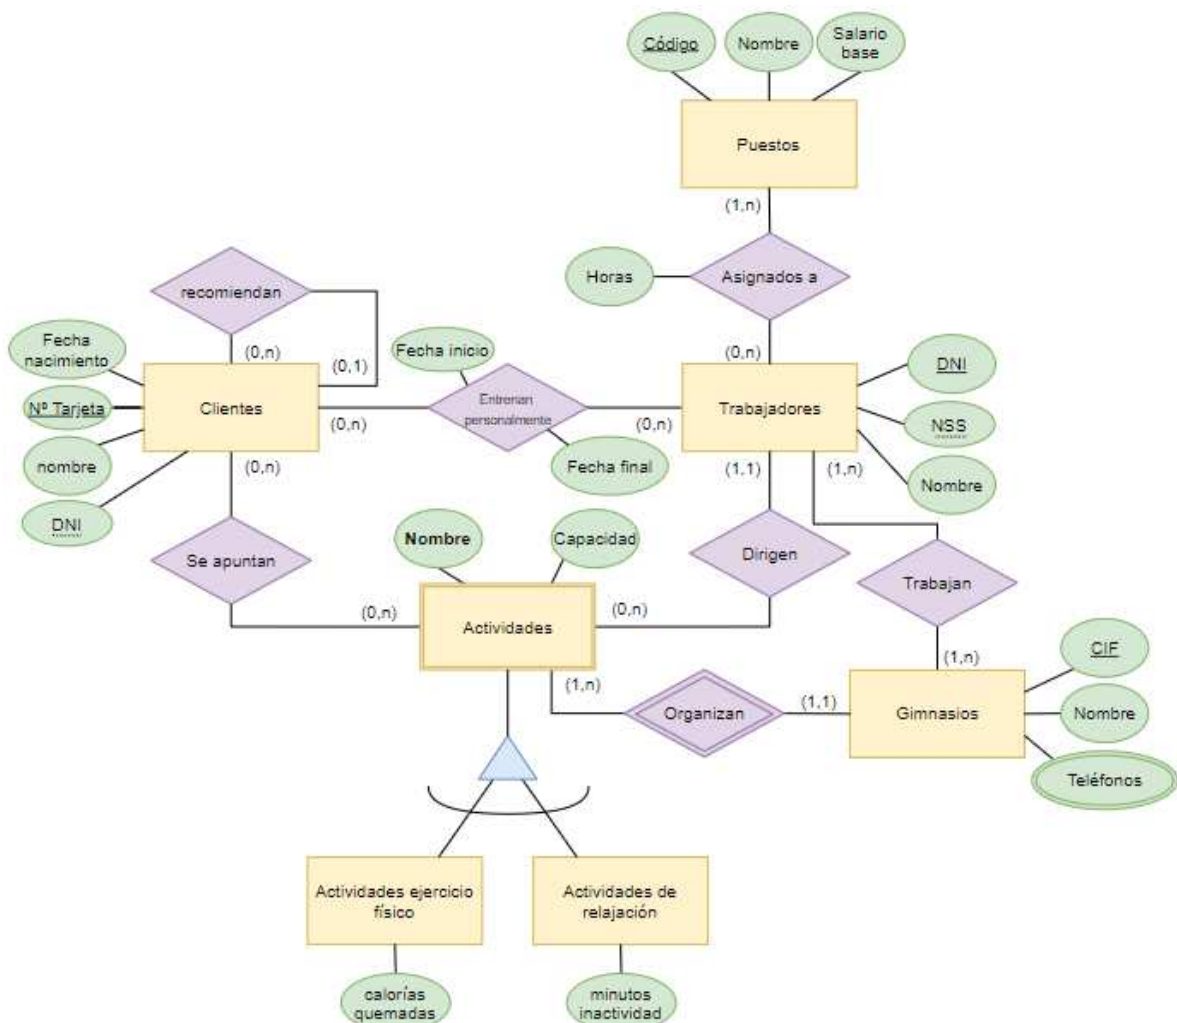 Código
Nombre
Salario
base
Puestos
(1,n)
Horas
Asignados a
recomiendan
(0,n)
(0,1)
(0,n)
Fecha
nacimiento
Nº Tarjeta
nombre
DNI
Clientes
(0,n)
(0,n)
Fecha inicio
Entrenan
personalmente
Fecha final
(0,n)
Trabajadores
DNI
NSS
Nombre
(1,1)
(1,n)
Se apuntan
(0,n)
Nombre
Capacidad
Actividades
(0,n)
Dirigen
Trabajan
(1,n)
(1,n)
Organizan
(1,1)
Gimnasios
CIF
Nombre
Teléfonos
Actividades ejercicio
físico
Actividades de
relajación
calorías
quemadas
minutos
inactividad